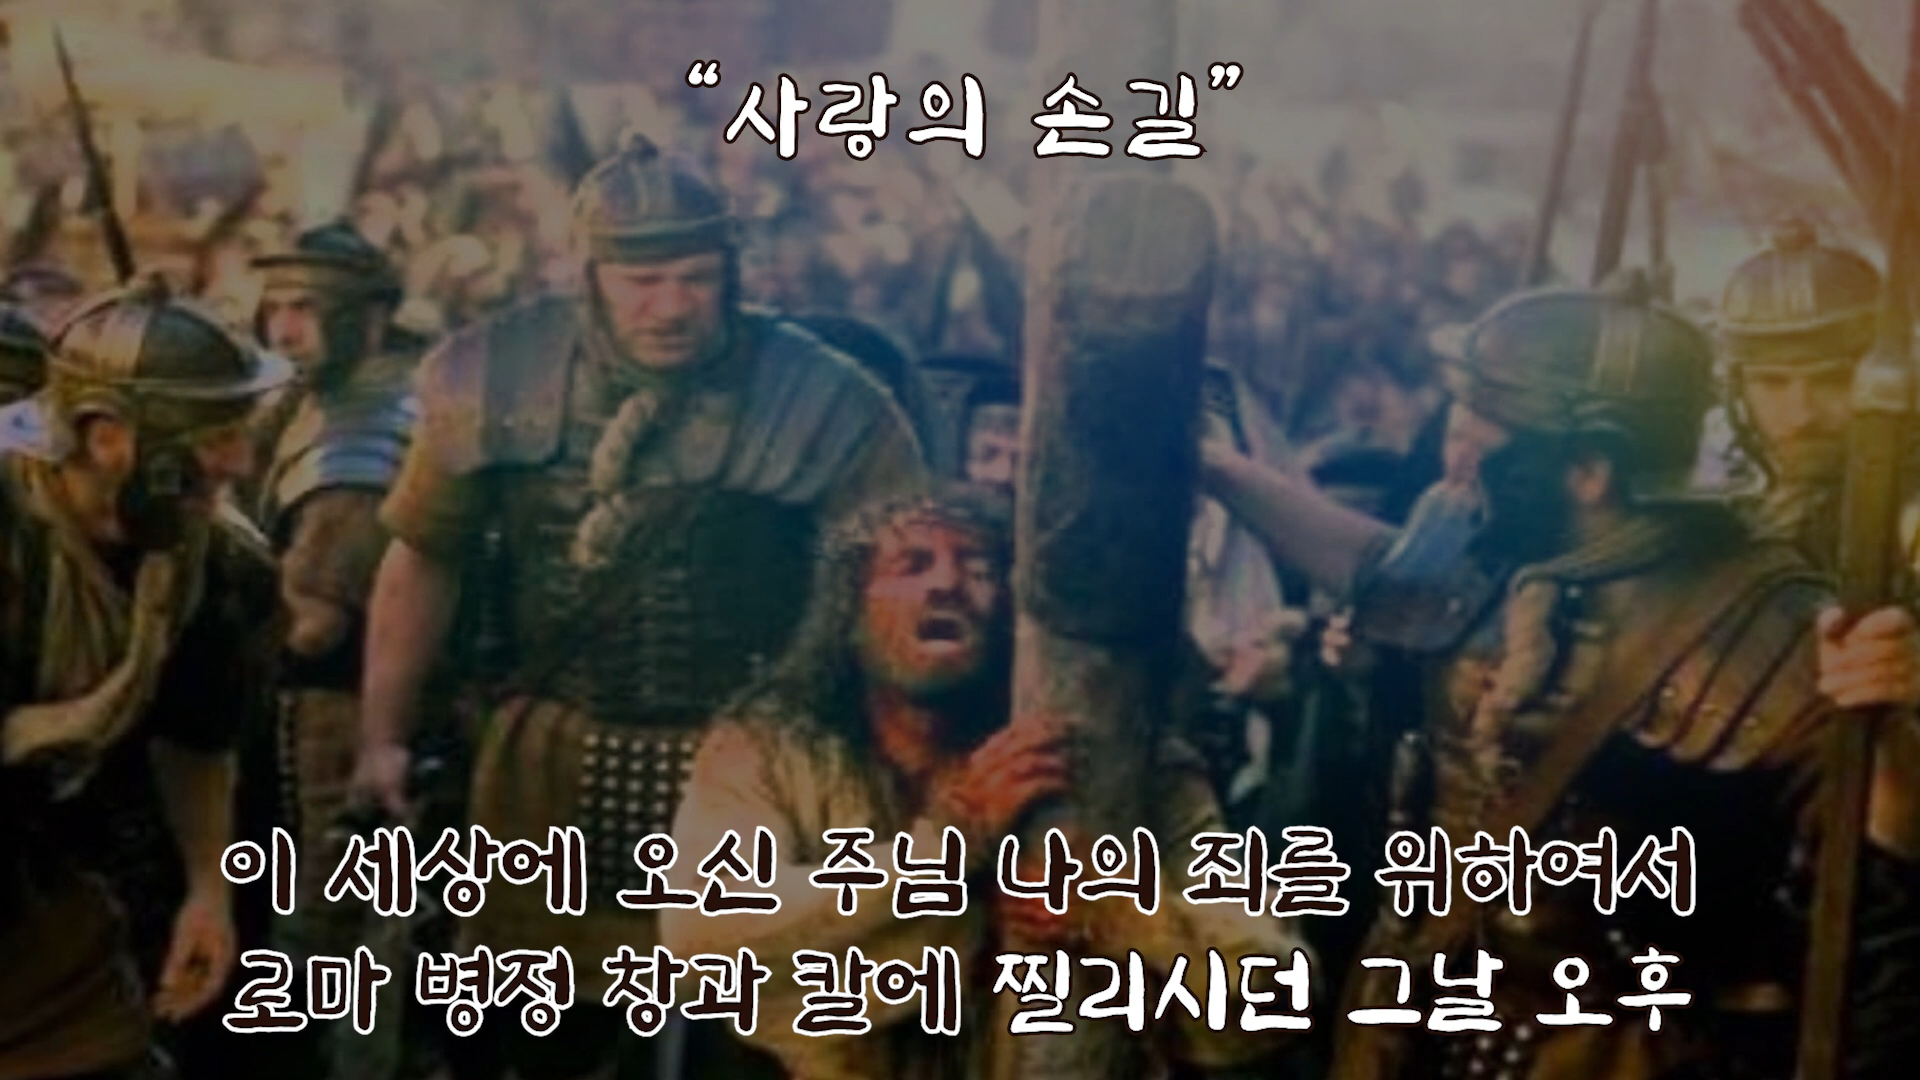 “사랑의 손길”
이 세상에 오신 주님 나의 죄를 위하여서
로마 병정 창과 칼에 찔리시던 그날 오후